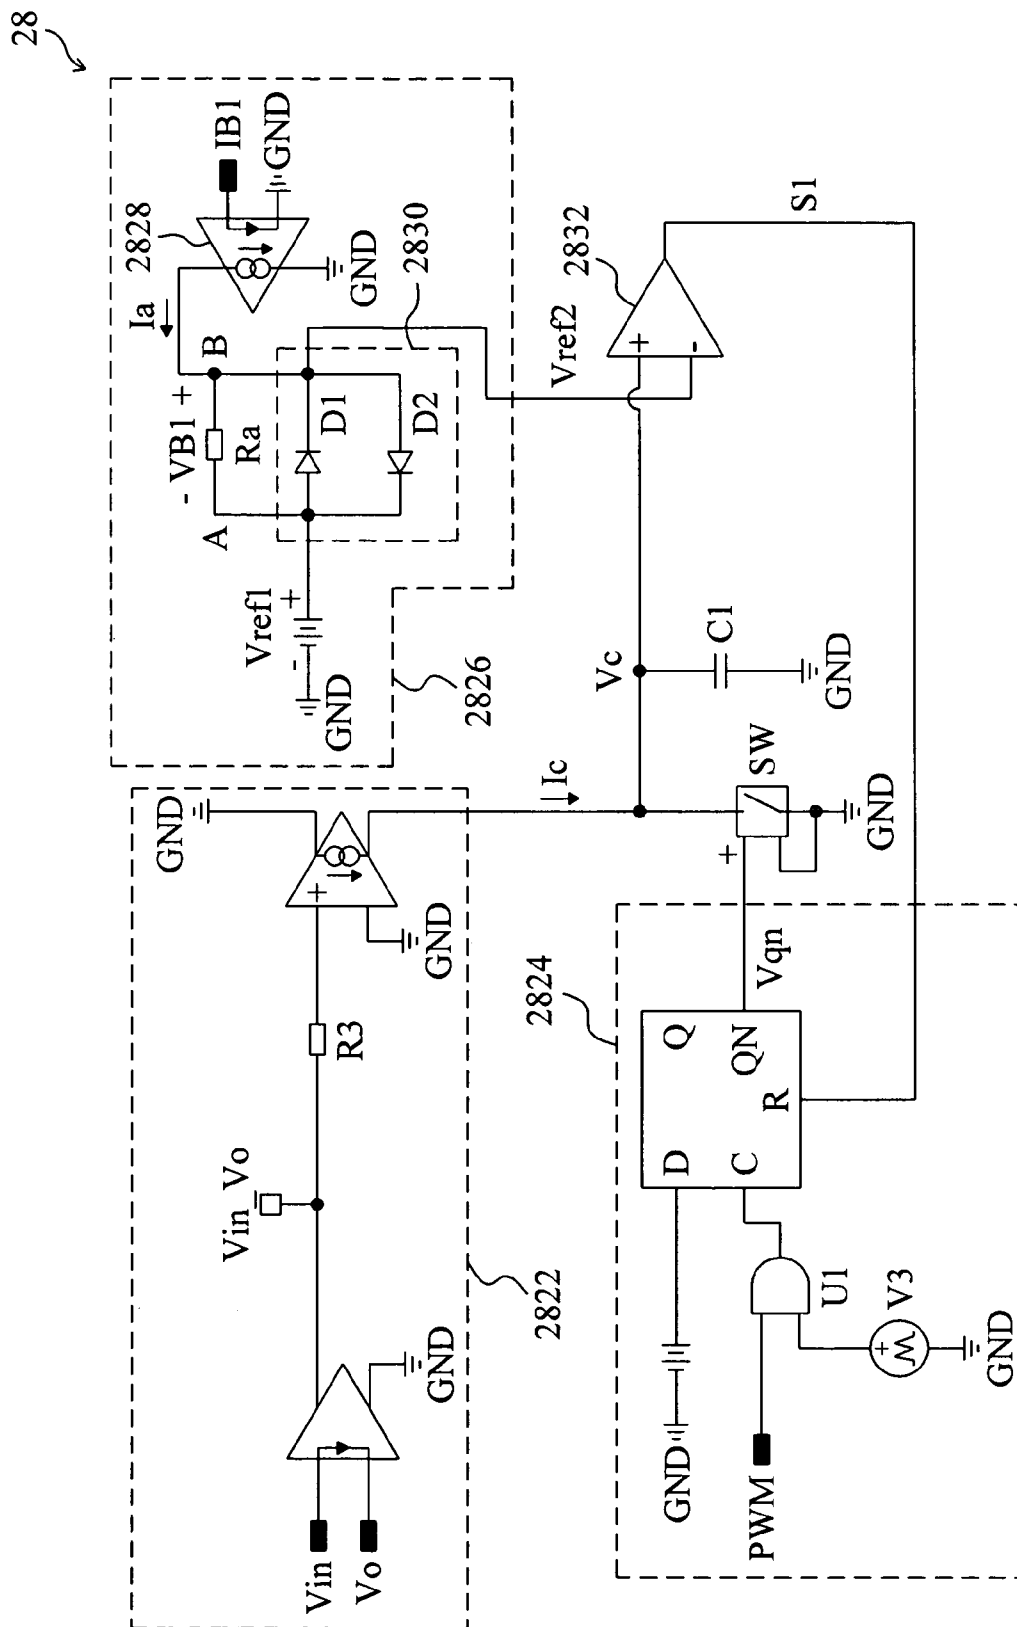 28
Vin
Vo
GND
Vin_Vo
R3
GND
GND
2822
Ic
GND
Vref1
+
-
A
- VB1 +
Ra
B
Ia
D1
D2
2828
IB1
GND
GND
2830
2826
Vref2
2832
+
-
S1
Vc
C1
GND
SW
+
GND
2824
Vqn
D
Q
C
QN
R
GND
PWM
U1
V3
+
GND
+